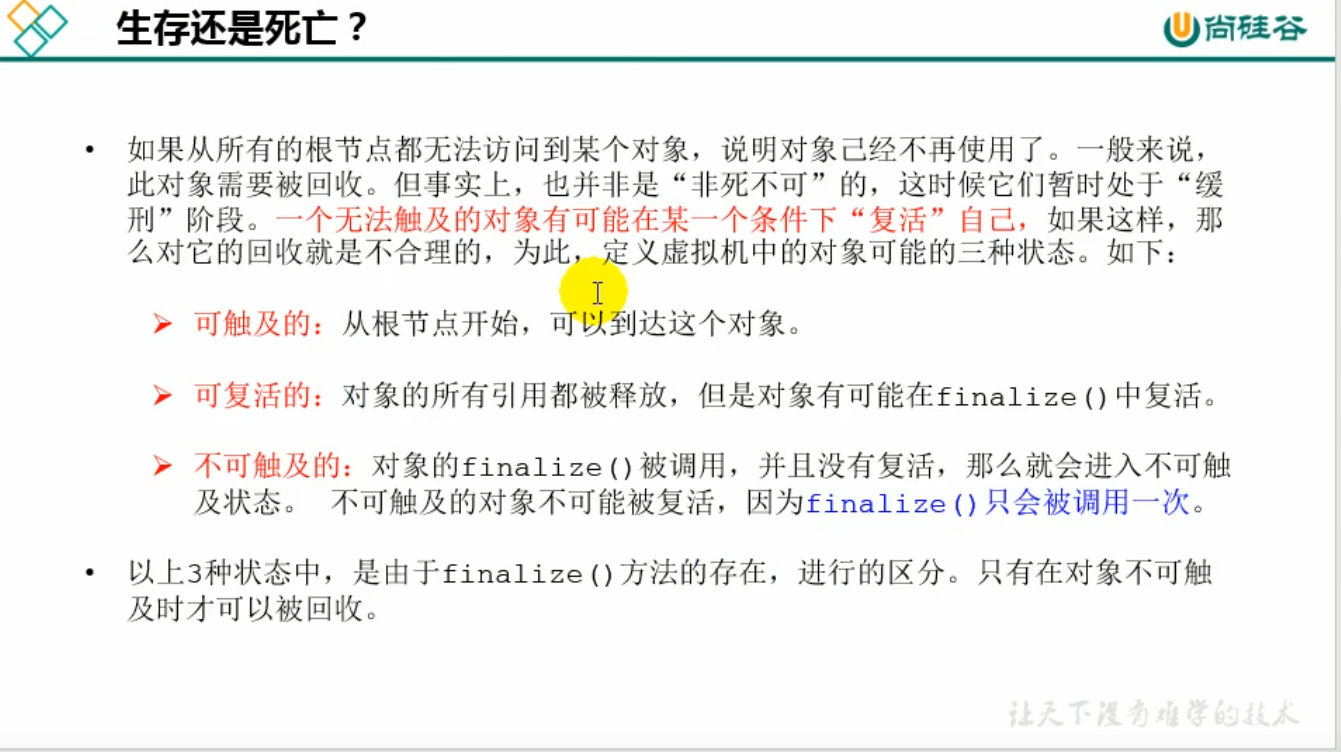 生存还是死亡？
尚硅谷
• 如果从所有的根节点都无法访问到某个对象，说明对象己经不再使用了。一般来说，
此对象需要被回收。但事实上，也并非是“非死不可”的，这时候它们暂时处于“缓
刑”阶段。一个无法触及的对象有可能在某一个条件下“复活”自己，如果这样，那
么对它的回收就是不合理的，为此，定义虚拟机中的对象可能的三种状态。如下：
➢ 可触及的：从根节点开始，可以到达这个对象。
➢ 可复活的：对象的所有引用都被释放，但是对象有可能在finalize()中复活。
➢ 不可触及的：对象的finalize()被调用，并且没有复活，那么就会进入不可触
及状态。 不可触及的对象不可能被复活，因为finalize()只会被调用一次。
• 以上3种状态中，是由于finalize()方法的存在，进行的区分。只有在对象不可触
及时才可以被回收。
让天下没有难学的技术